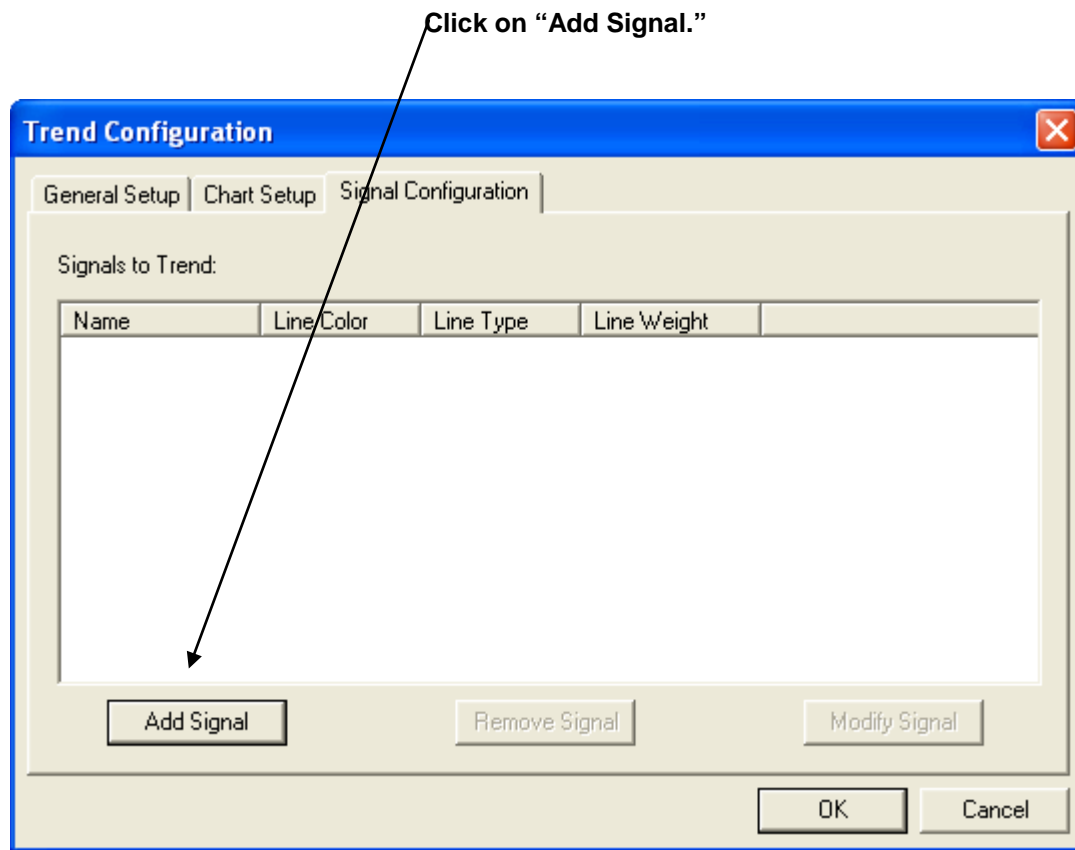 Click on “Add Signal.”
Trend Configuration
General Setup Chart Setup Signal Configuration
Signals to Trend:
Name Line Color Line Type Line Weight
Add Signal Remove Signal Modify Signal
OK Cancel